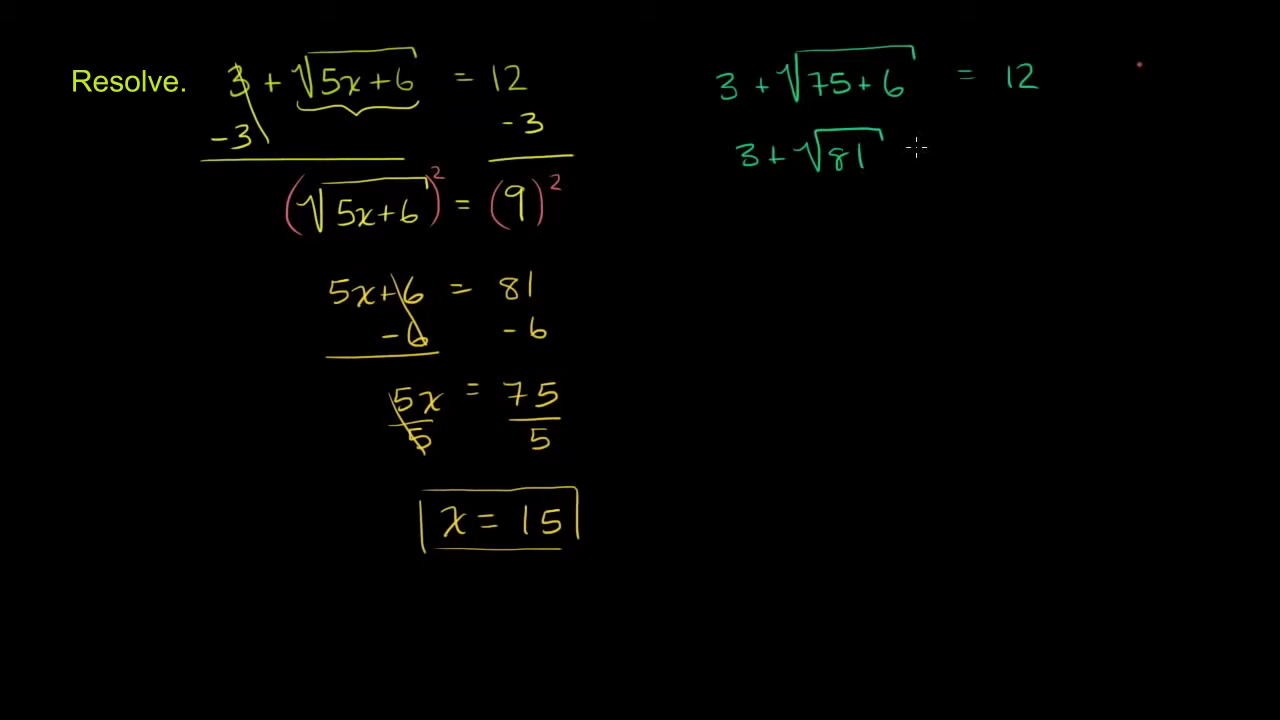 Resolve. 3 + √5x+6 = 12
-3 -3
(√5x+6)² = (9)²
5x+6 = 81
-6 -6
5x = 75
5 5
x = 15
3 + √75+6 = 12
3 + √81